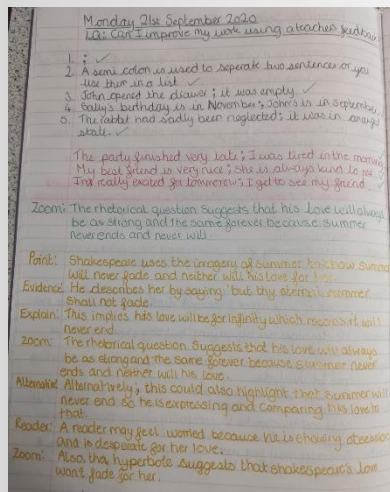 Monday 21st September 2020
LQ: Can I improve my work using a teachers feedback
1. ; ✓
2. A semi colon is used to seperate two sentences or you
use them in a list ✓
3. John opened the drawer; it was empty. ✓
4. Sally's birthday is in November; John's is in September
5. The rabbit had sadly been neglected; it was in an
state. ✓
The party finished very late; I was tired in the morning
My best friend is very nice; she is always kind to me
I'm really excited for tomorrow; I get to see my friend
Zoom: The rhetorical question suggests that his love will always
be as strong and the same forever because summer
never ends and never will.
Point: Shakespeare uses the imagery of summer to show summer
will never fade and neither will his love for her.
Evidence: He describes her by saying 'but thy eternal summer
shall not fade.
Explain: This implies his love will be for infinity which means it will
never end.
Zoom: The rhetorical question suggests that his love will always
be as strong and the same forever because summer never
ends and neither will his love.
Alternative: Alternatively, this could also highlight that summer will
never end so he is expressing and comparing his love to
that.
Reader: A reader may feel worried because he is showing obsession
and is desperate for her love.
Zoom: Also, the hyperbole suggests that shakespeare's love
won't fade for her.